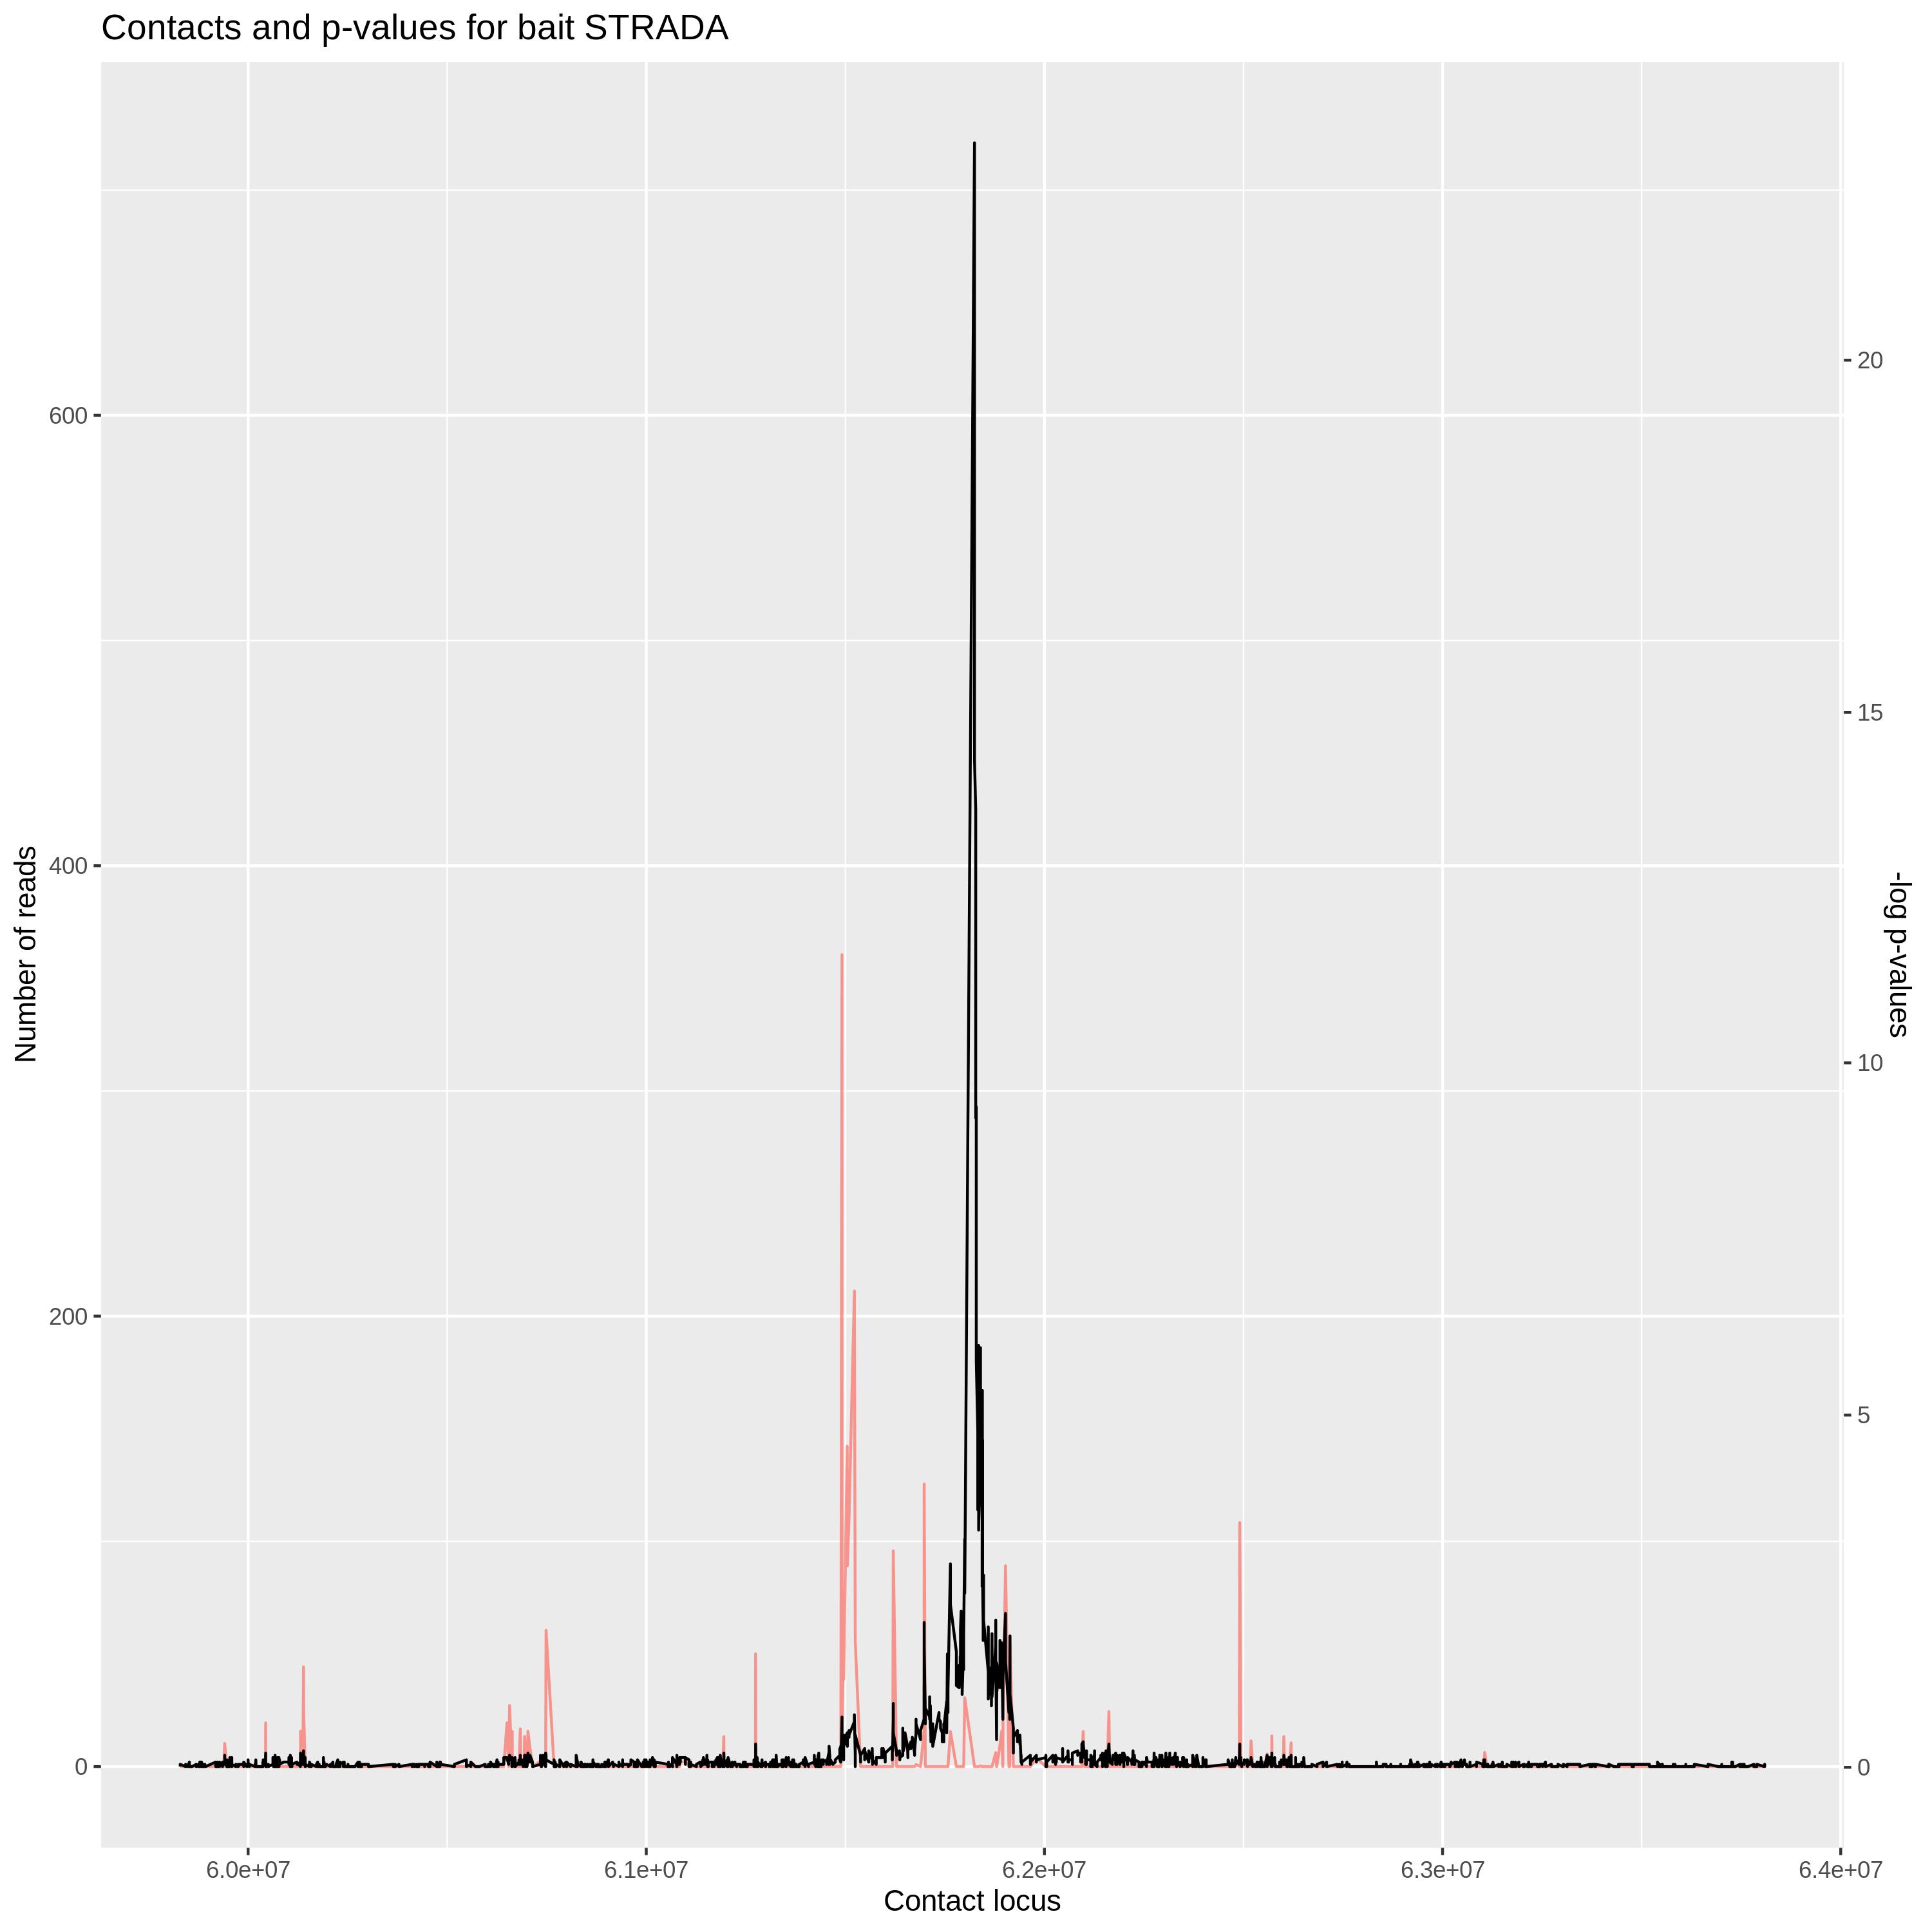 Contacts and p-values for bait STRADA
600
400
200
0
Number of reads
20
15
10
5
0
-log p-values
6.0e+07
6.1e+07
6.2e+07
6.3e+07
6.4e+07
Contact locus